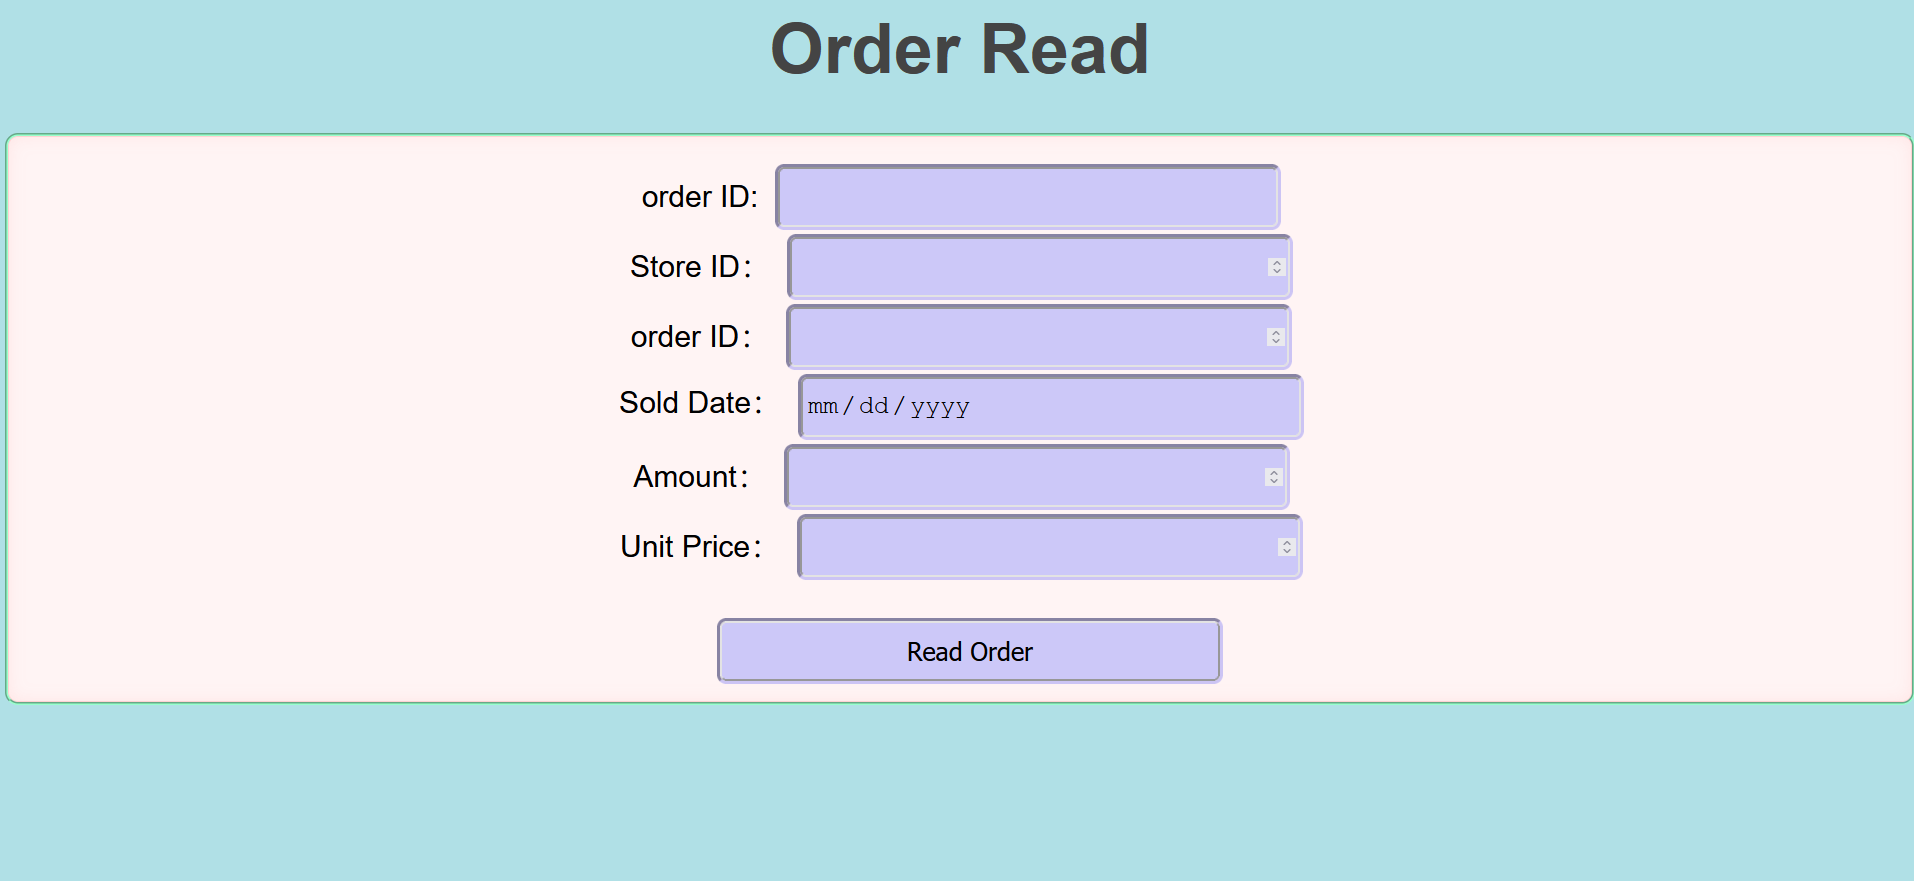 Order Read
order ID:
Store ID：
order ID：
Sold Date： mm/dd/yyyy
Amount：
Unit Price：
Read Order